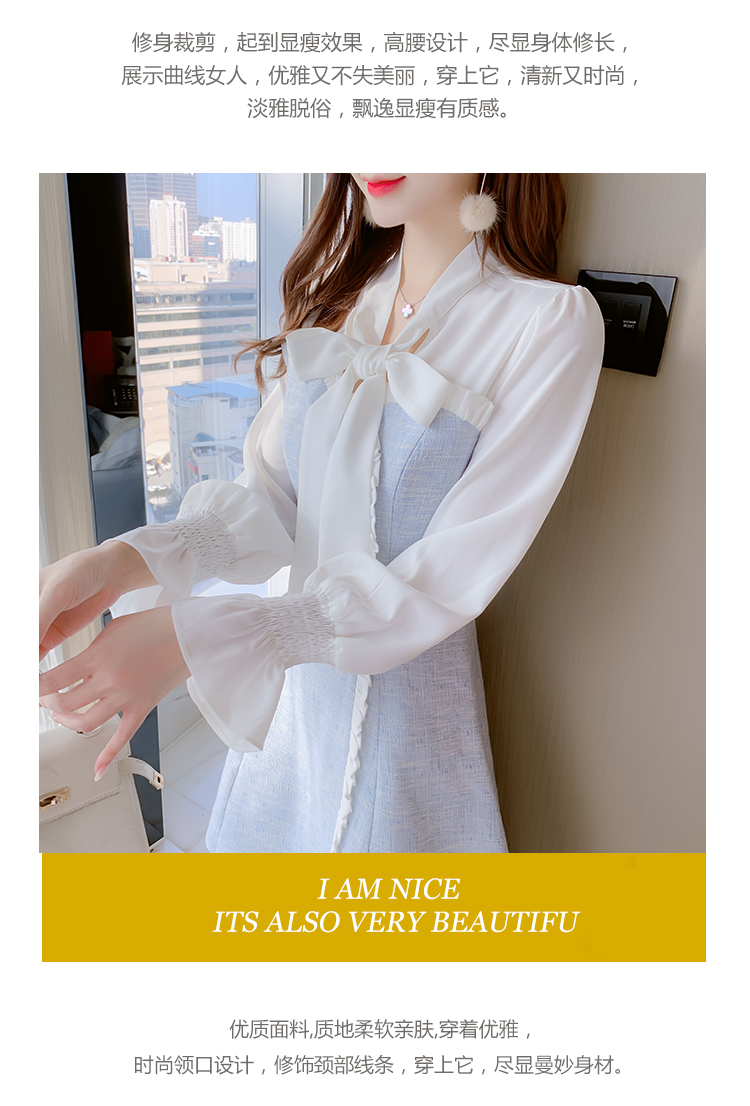 修身裁剪，起到显瘦效果，高腰设计，尽显身体修长，
展示曲线女人，优雅又不失美丽，穿上它，清新又时尚，
淡雅脱俗，飘逸显瘦有质感。
I AM NICE
ITS ALSO VERY BEAUTIFU
优质面料,质地柔软亲肤,穿着优雅，
时尚领口设计，修饰颈部线条，穿上它，尽显曼妙身材。